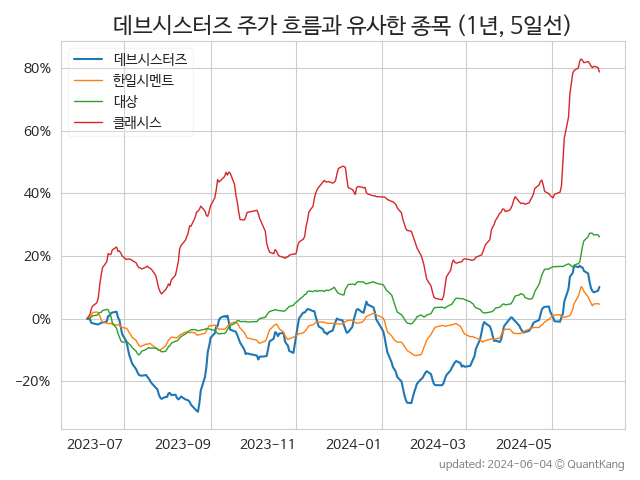 데브시스터즈 주가 흐름과 유사한 종목 (1년, 5일선)
데브시스터즈
한일시멘트
대상
클래시스
80%
60%
40%
20%
0%
−20%
2023-07 2023-09 2023-11 2024-01 2024-03 2024-05
updated: 2024-06-04 © QuantKang